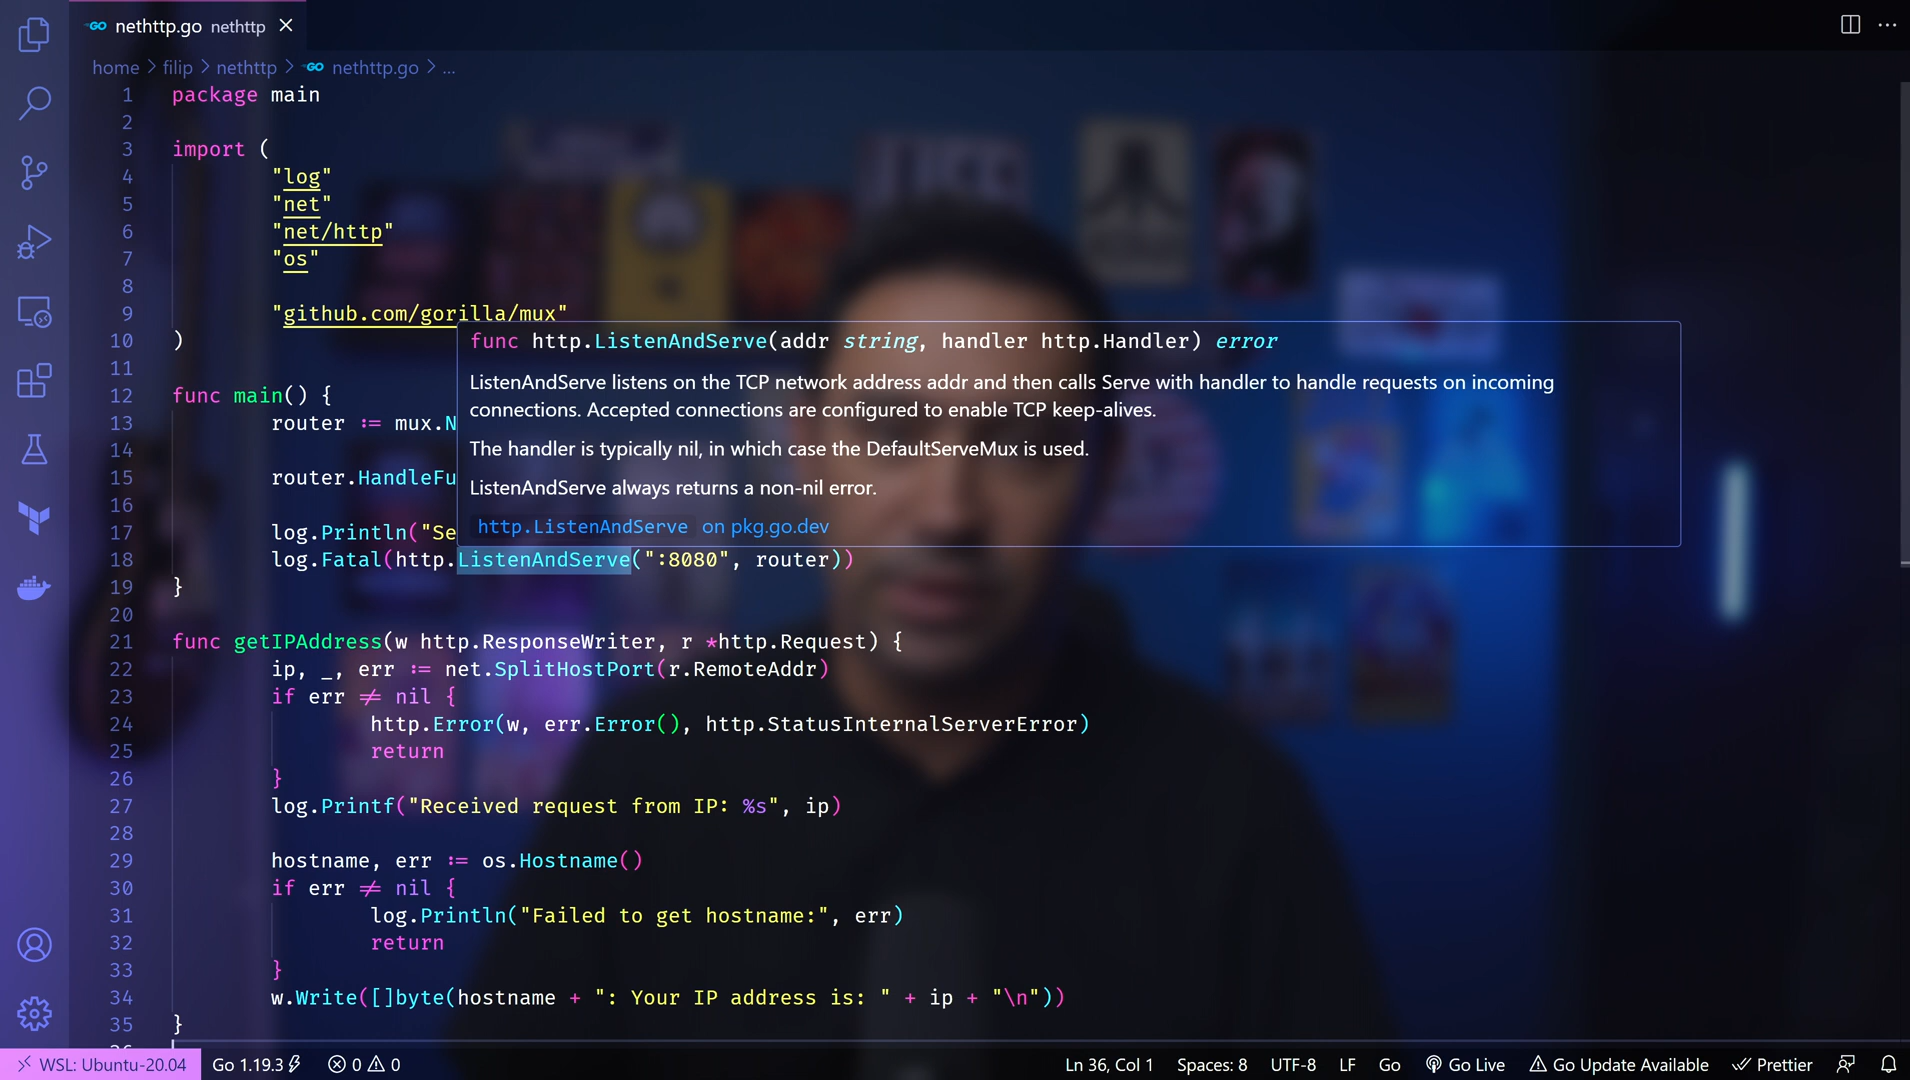 GO nethttp.go nethttp
home > filip > nethttp > GO nethttp.go > ...
1 package main
2
3 import (
4 "log"
5 "net"
6 "net/http"
7 "os"
8
9 "github.com/gorilla/mux"
10 )
func http.ListenAndServe(addr string, handler http.Handler) error
11
ListenAndServe listens on the TCP network address addr and then calls Serve with handler to handle requests on incoming
connections. Accepted connections are configured to enable TCP keep-alives.
The handler is typically nil, in which case the DefaultServeMux is used.
ListenAndServe always returns a non-nil error.
http.ListenAndServe on pkg.go.dev
12 func main() {
13 router := mux.N
14
15 router.HandleFu
16
17 log.Println("Se
18 log.Fatal(http.ListenAndServe(":8080", router))
19 }
20
21 func getIPAddress(w http.ResponseWriter, r *http.Request) {
22 ip, _, err := net.SplitHostPort(r.RemoteAddr)
23 if err ≠ nil {
24 http.Error(w, err.Error(), http.StatusInternalServerError)
25 return
26 }
27 log.Printf("Received request from IP: %s", ip)
28
29 hostname, err := os.Hostname()
30 if err ≠ nil {
31 log.Println("Failed to get hostname:", err)
32 return
33 }
34 w.Write([]byte(hostname + ": Your IP address is: " + ip + "\n"))
35 }
WSL: Ubuntu-20.04 Go 1.19.3 0 0 Ln 36, Col 1 Spaces: 8 UTF-8 LF Go Go Live Go Update Available Prettier